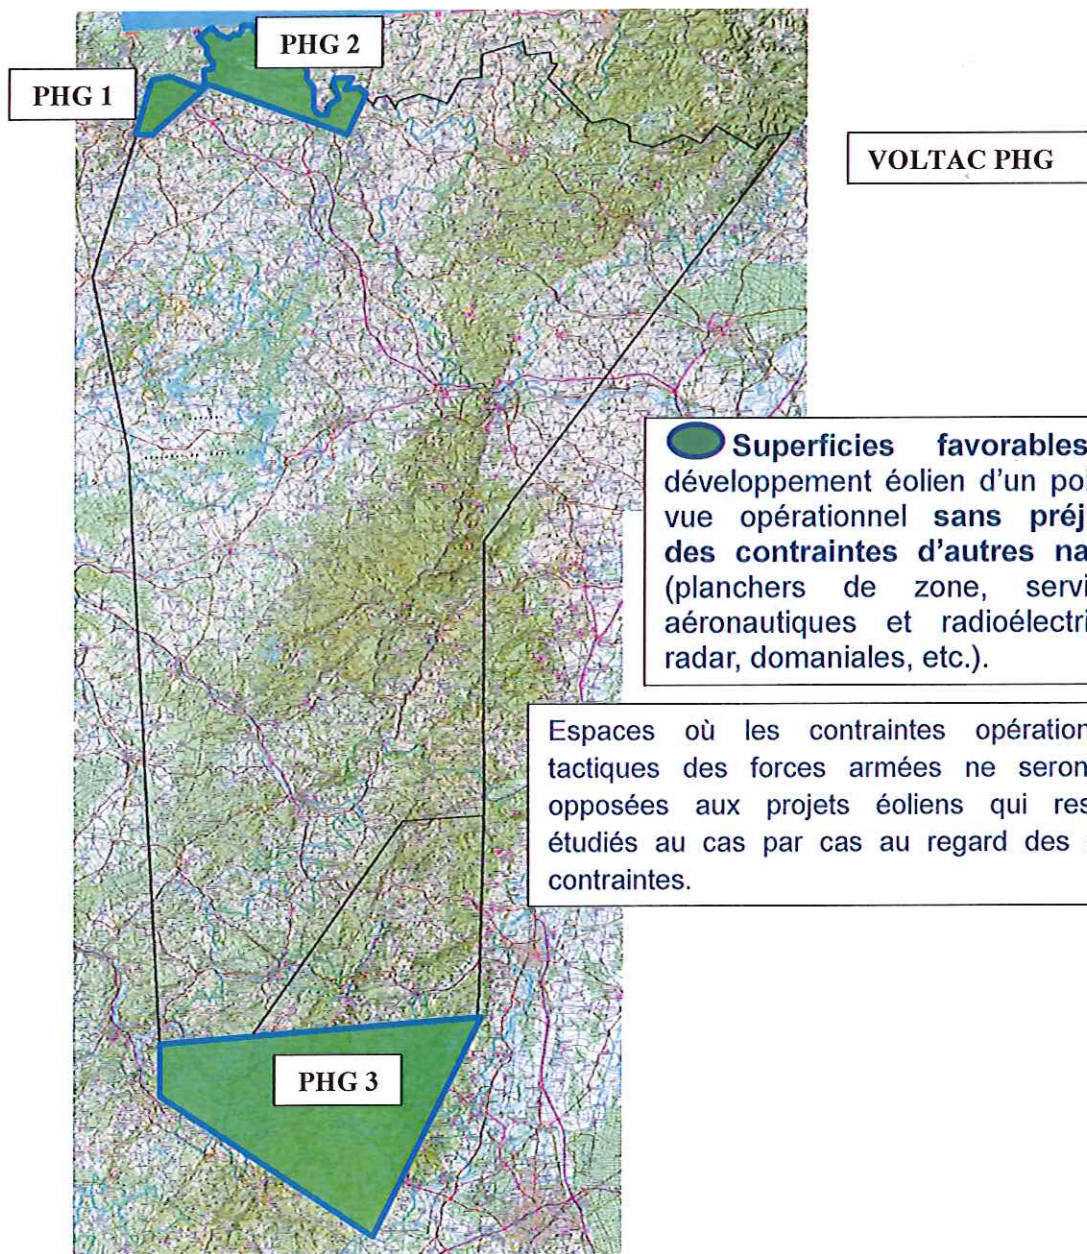 PHG 2
PHG 1
VOLTAC PHG
Superficies favorables
développement éolien d'un poi
vue opérationnel sans préj
des contraintes d'autres na
(planchers de zone, servi
aéronautiques et radioélectri
radar, domaniales, etc.).
Espaces où les contraintes opération
tactiques des forces armées ne seron
opposées aux projets éoliens qui res
étudiés au cas par cas au regard des
contraintes.
PHG 3